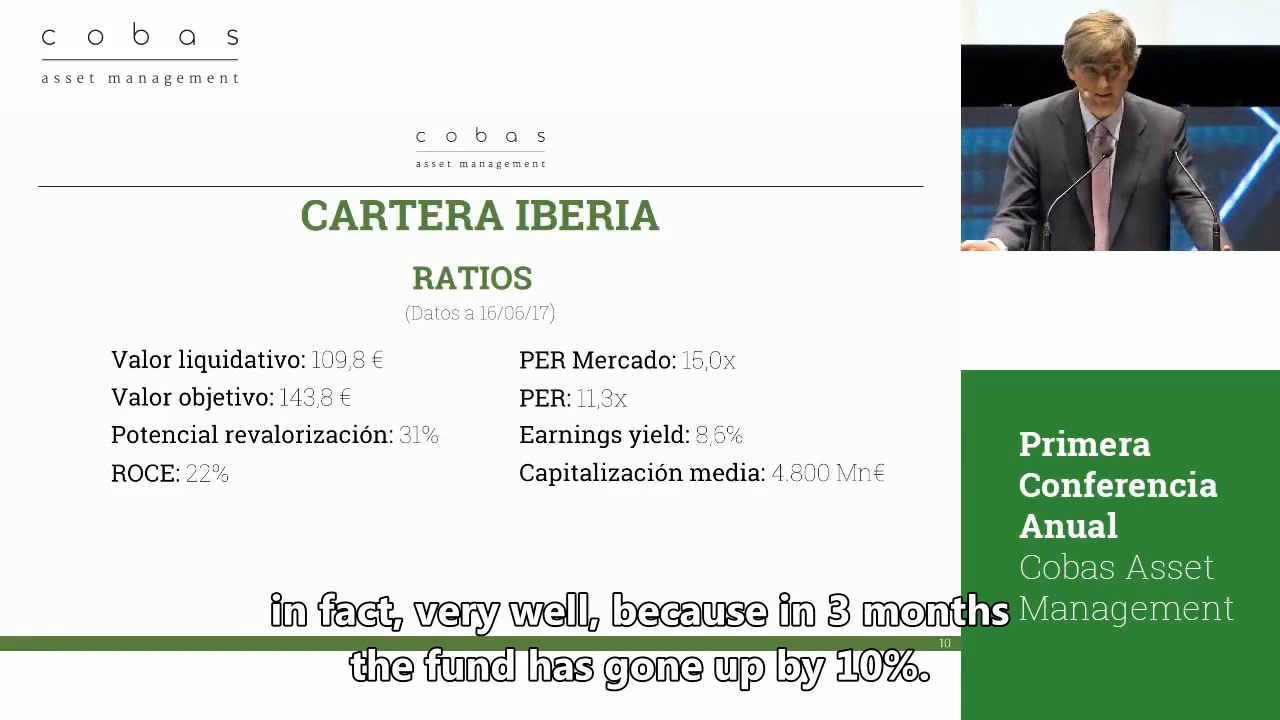 cobas
asset management
cobas
asset management
CARTERA IBERIA
RATIOS
(Datos a 16/06/17)
Valor liquidativo: 109,8 €
Valor objetivo: 143,8 €
Potencial revalorización: 31%
ROCE: 22%
PER Mercado: 15,0x
PER: 11,3x
Earnings yield: 8,6%
Capitalización media: 4.800 Mn€
10
Primera
Conferencia
Anual
Cobas Asset
Management
in fact, very well, because in 3 months
the fund has gone up by 10%.